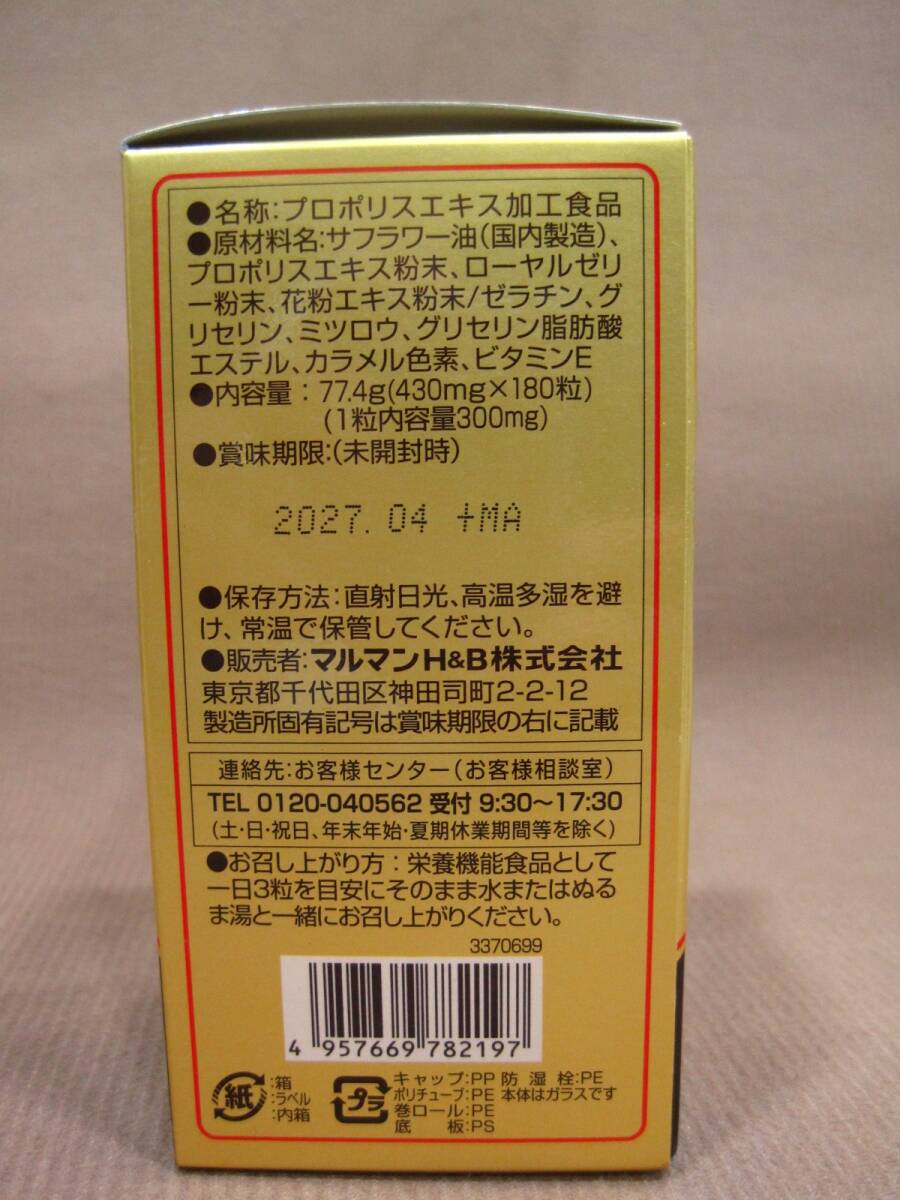 ●名称:プロポリスエキス加工食品
●原材料名:サフラワー油(国内製造)、
プロポリスエキス粉末、ローヤルゼリ
ー粉末、花粉エキス粉末/ゼラチン、グ
リセリン、ミツロウ、グリセリン脂肪酸
エステル、カラメル色素、ビタミンE
●内容量:77.4g(430mg×180粒)
(1粒内容量300mg)
●賞味期限:(未開封時)
2027.04 +MA
●保存方法:直射日光、高温多湿を避
け、常温で保管してください。
●販売者:マルマンH&B株式会社
東京都千代田区神田司町2-2-12
製造所固有記号は賞味期限の右に記載
連絡先:お客様センター(お客様相談室)
TEL 0120-040562 受付 9:30〜17:30
(土・日・祝日、年末年始・夏期休業期間等を除く)
●お召し上がり方:栄養機能食品として
一日3粒を目安にそのまま水またはぬる
ま湯と一緒にお召し上がりください。
3370699
4 957669 782197
紙
:箱
:ラベル
:内箱
プラ
キャップ:PP 防湿栓:PE
ポリチューブ:PE 本体はガラスです
巻ロール:PE
底板:PS